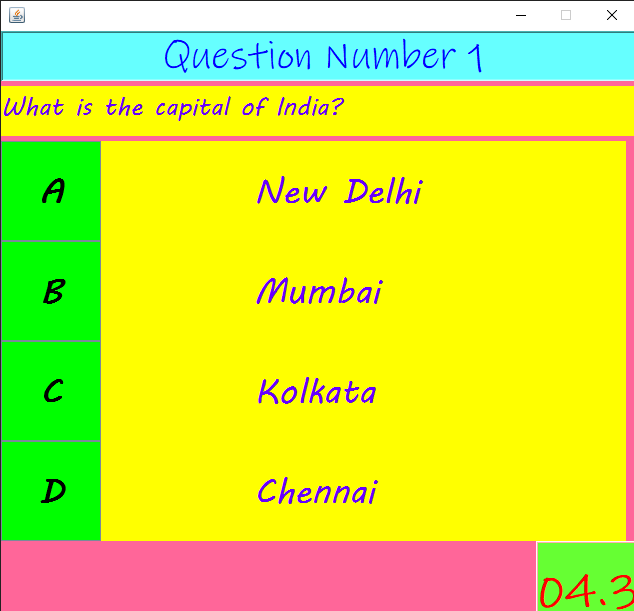 Question Number 1
What is the capital of India?
A New Delhi
B Mumbai
C Kolkata
D Chennai
04.3